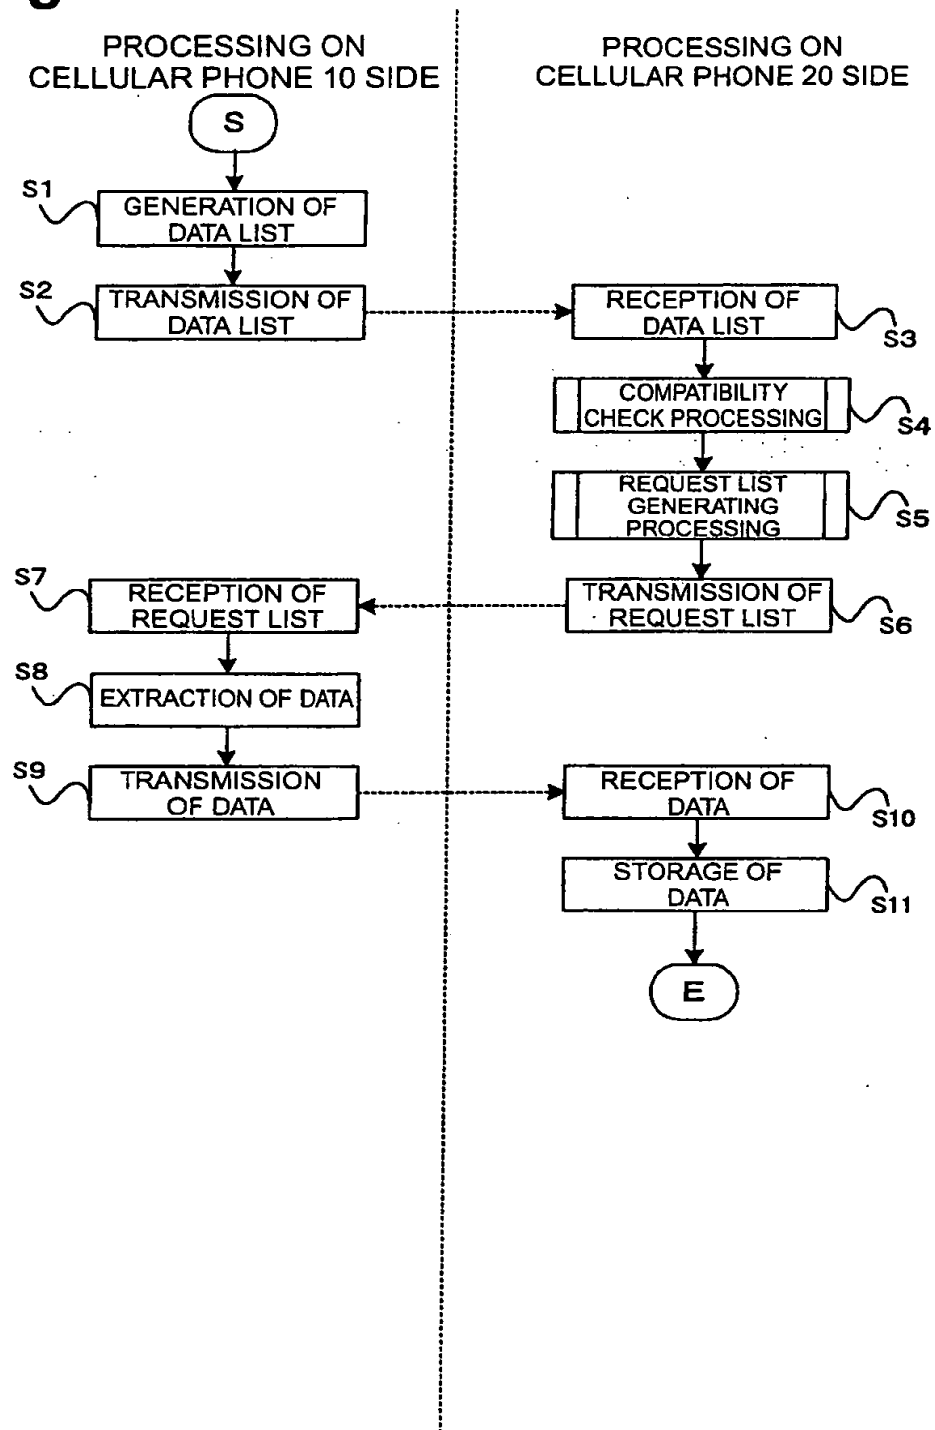 PROCESSING ON
CELLULAR PHONE 10 SIDE
PROCESSING ON
CELLULAR PHONE 20 SIDE
S
S1
GENERATION OF
DATA LIST
S2
TRANSMISSION OF
DATA LIST
RECEPTION OF
DATA LIST
S3
COMPATIBILITY
CHECK PROCESSING
S4
REQUEST LIST
GENERATING
PROCESSING
S5
TRANSMISSION OF
REQUEST LIST
S6
S7
RECEPTION OF
REQUEST LIST
S8
EXTRACTION OF DATA
S9
TRANSMISSION
OF DATA
RECEPTION OF
DATA
S10
STORAGE OF
DATA
S11
E